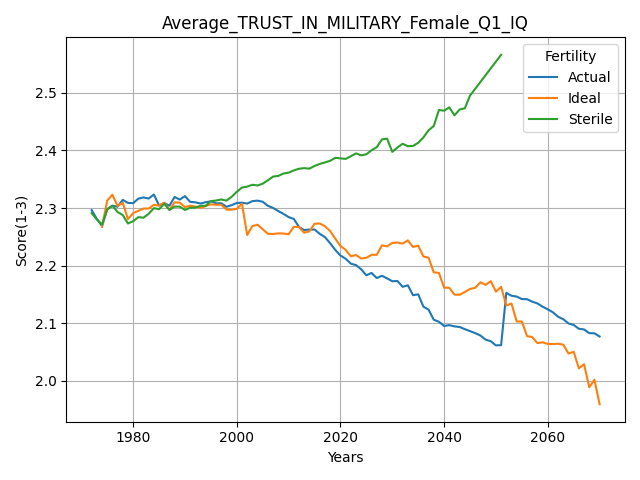 Average_TRUST_IN_MILITARY_Female_Q1_IQ
Fertility
Actual
Ideal
Sterile
Score(1-3)
2.5
2.4
2.3
2.2
2.1
2.0
1980
2000
2020
2040
2060
Years